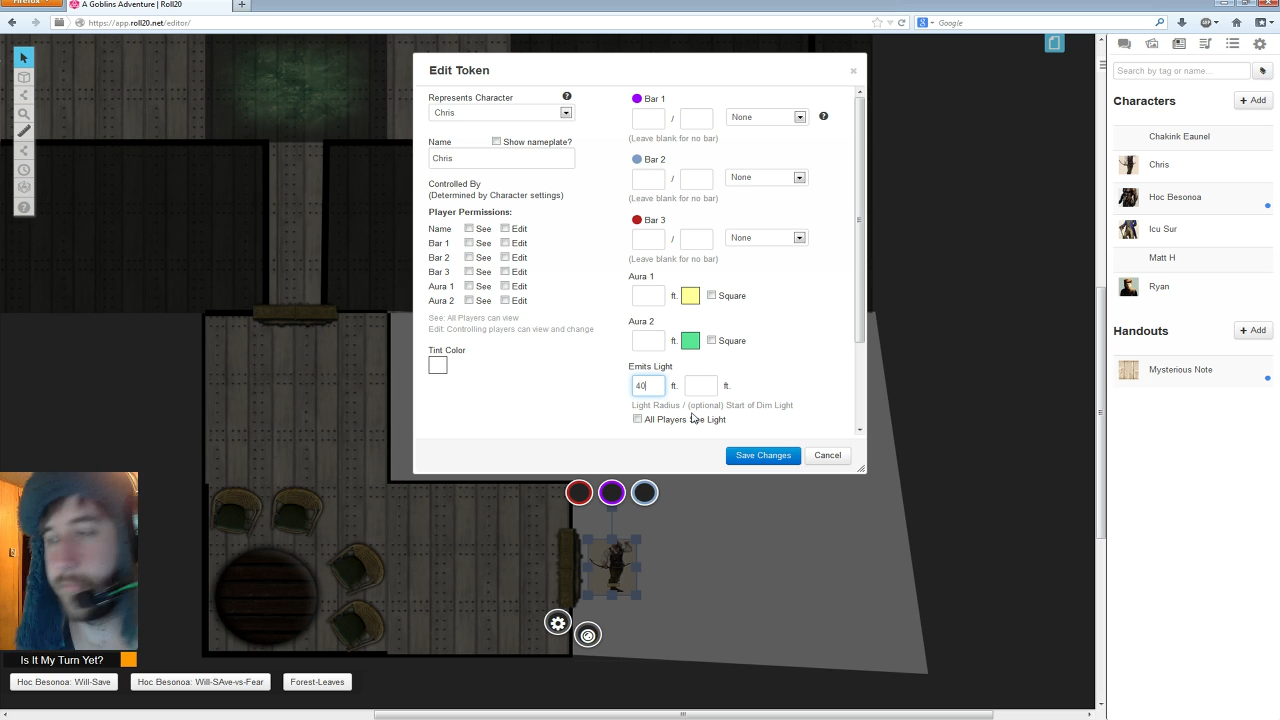 Firefox
A Goblins Adventure | Roll20
https://app.roll20.net/editor/
Google
Edit Token
Represents Character
Chris
Name
Show nameplate?
Chris
Controlled By
(Determined by Character settings)
Player Permissions:
Name See Edit
Bar 1 See Edit
Bar 2 See Edit
Bar 3 See Edit
Aura 1 See Edit
Aura 2 See Edit
See: All Players can view
Edit: Controlling players can view and change
Tint Color
Bar 1
/ None
(Leave blank for no bar)
Bar 2
/ None
(Leave blank for no bar)
Bar 3
/ None
(Leave blank for no bar)
Aura 1
ft. Square
Aura 2
ft. Square
Emits Light
40 ft. ft.
Light Radius / (optional) Start of Dim Light
All Players See Light
Save Changes
Cancel
Search by tag or name...
Characters
+ Add
Chakink Eaunel
Chris
Hoc Besonoa
Icu Sur
Matt H
Ryan
Handouts
+ Add
Mysterious Note
Is It My Turn Yet?
Hoc Besonoa: Will-Save
Hoc Besonoa: Will-SAve-vs-Fear
Forest-Leaves